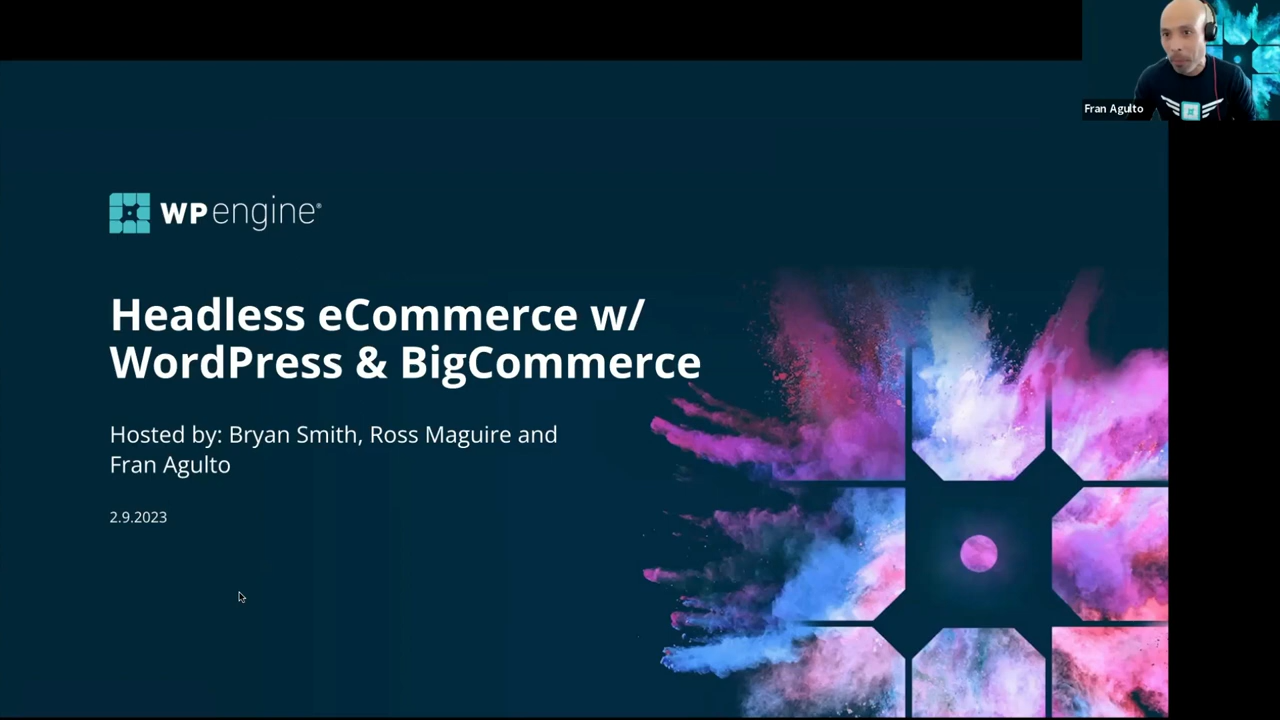 Fran Agulto
WP engine®
Headless eCommerce w/
WordPress & BigCommerce
Hosted by: Bryan Smith, Ross Maguire and
Fran Agulto
2.9.2023